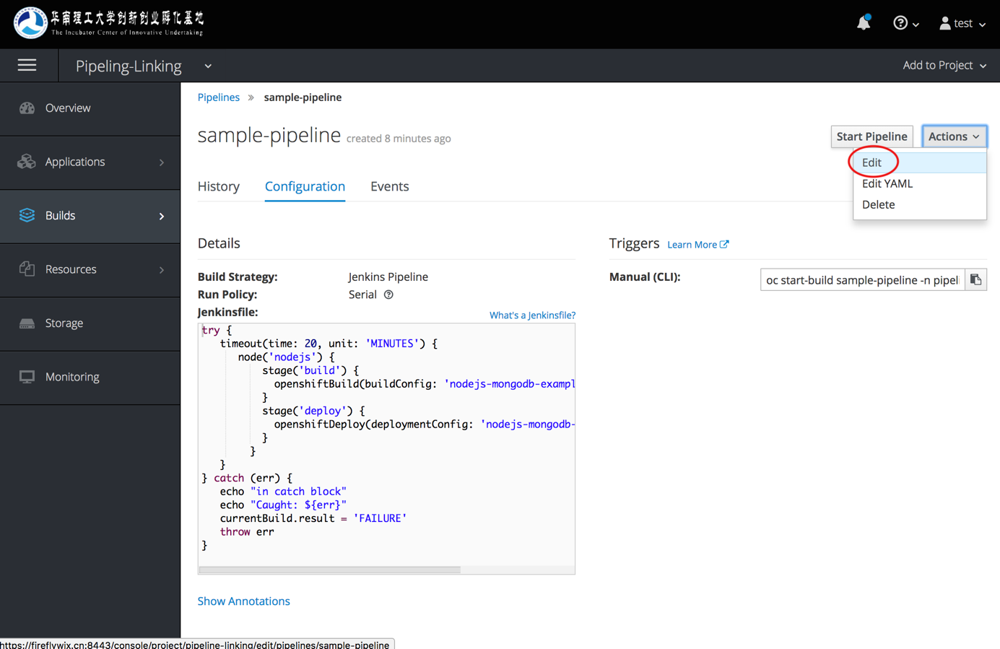 华南理工大学创新创业孵化基地
The Incubator Center of Innovative Undertaking
test
Pipeling-Linking
Add to Project
Overview
Applications
Builds
Resources
Storage
Monitoring
Pipelines » sample-pipeline
sample-pipeline created 8 minutes ago
Start Pipeline
Actions
Edit
Edit YAML
Delete
History
Configuration
Events
Details
Build Strategy: Jenkins Pipeline
Run Policy: Serial
Jenkinsfile: What's a Jenkinsfile?
try {
timeout(time: 20, unit: 'MINUTES') {
node('nodejs') {
stage('build') {
openshiftBuild(buildConfig: 'nodejs-mongodb-exampl
}
stage('deploy') {
openshiftDeploy(deploymentConfig: 'nodejs-mongodb-
}
}
}
} catch (err) {
echo "in catch block"
echo "Caught: ${err}"
currentBuild.result = 'FAILURE'
throw err
}
Show Annotations
Triggers Learn More
Manual (CLI): oc start-build sample-pipeline -n pipeli
https://fireflywix.cn:8443/console/project/pipeline-linking/edit/pipelines/sample-pipeline